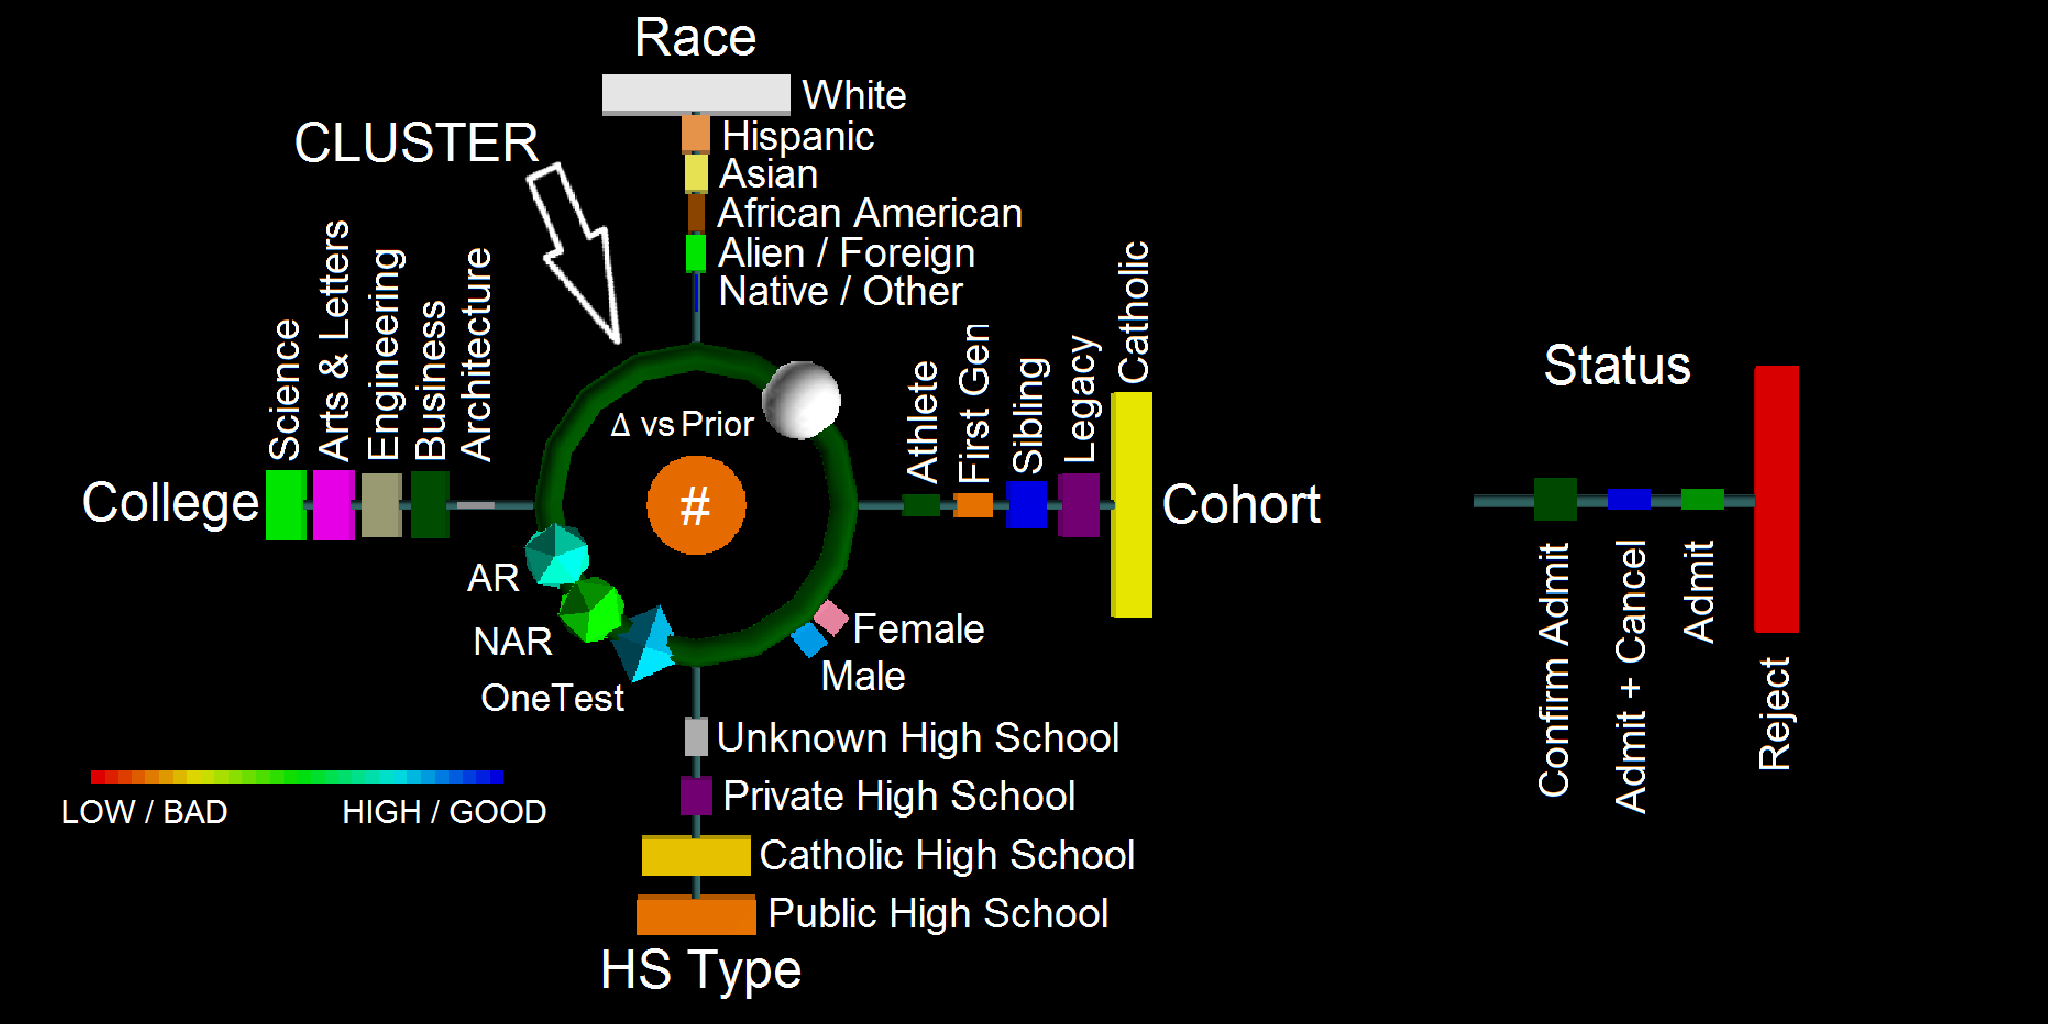 Race
White
Hispanic
Asian
African American
Alien / Foreign
Native / Other
CLUSTER
College
Science
Arts & Letters
Engineering
Business
Architecture
Δ vs Prior
#
Athlete
First Gen
Sibling
Legacy
Catholic
Cohort
AR
NAR
OneTest
Female
Male
Unknown High School
Private High School
Catholic High School
Public High School
HS Type
LOW / BAD
HIGH / GOOD
Status
Confirm Admit
Admit + Cancel
Admit
Reject